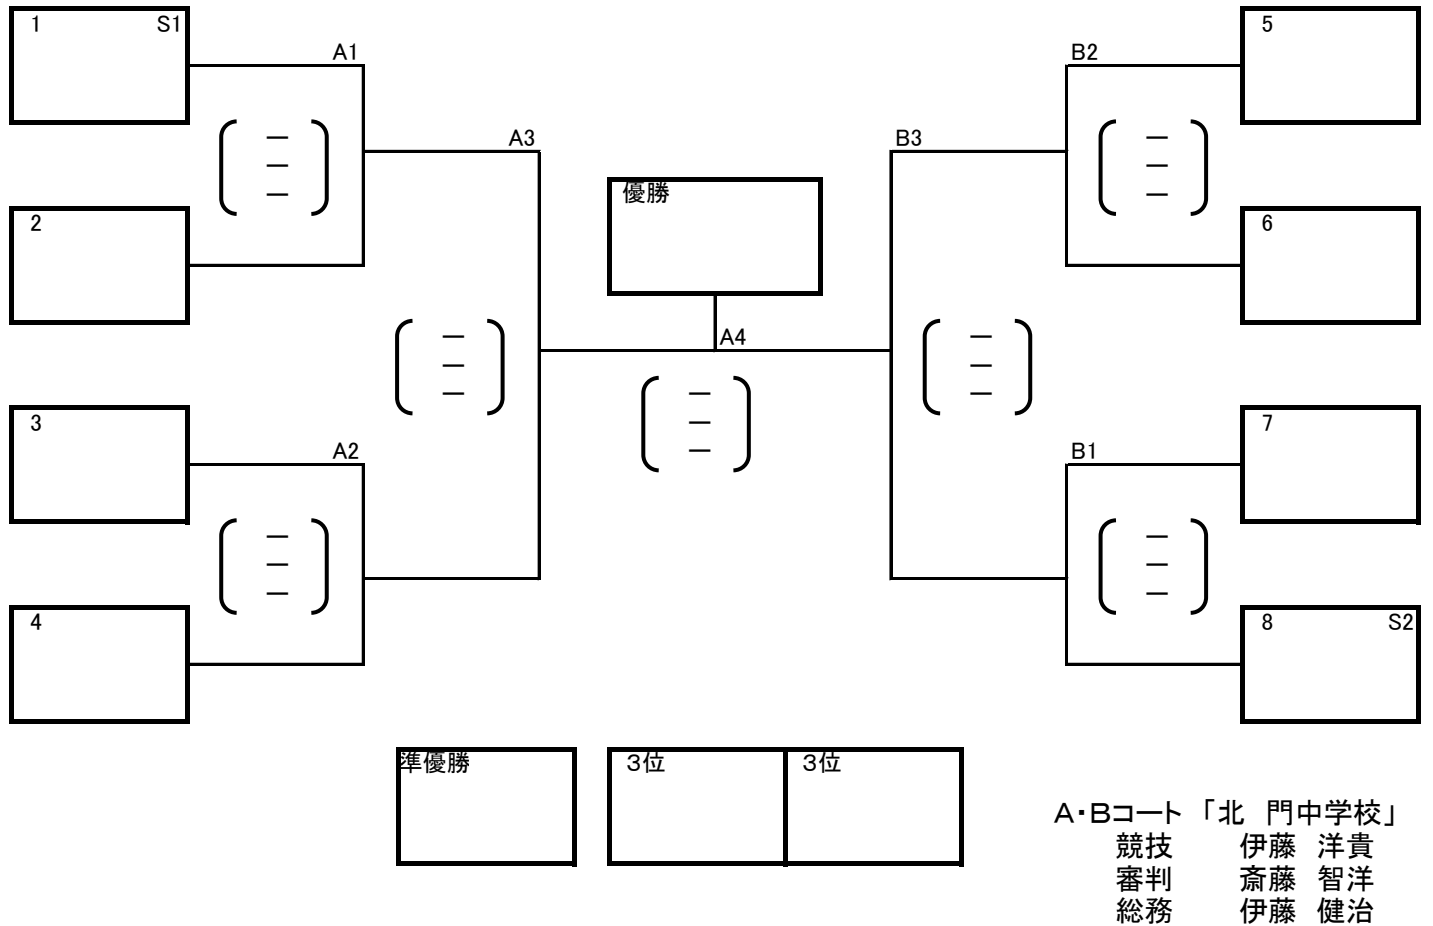 1 S1
A1
B2
5
A3
B3
－
－
－
－
－
－
優勝
2
6
A4
－
－
－
－
－
－
－
－
－
3
A2
B1
7
－
－
－
－
－
－
4
8 S2
準優勝
３位
３位
Ａ・Ｂコート 「北　門中学校」
競技 伊藤　洋貴
審判 斎藤　智洋
総務 伊藤　健治